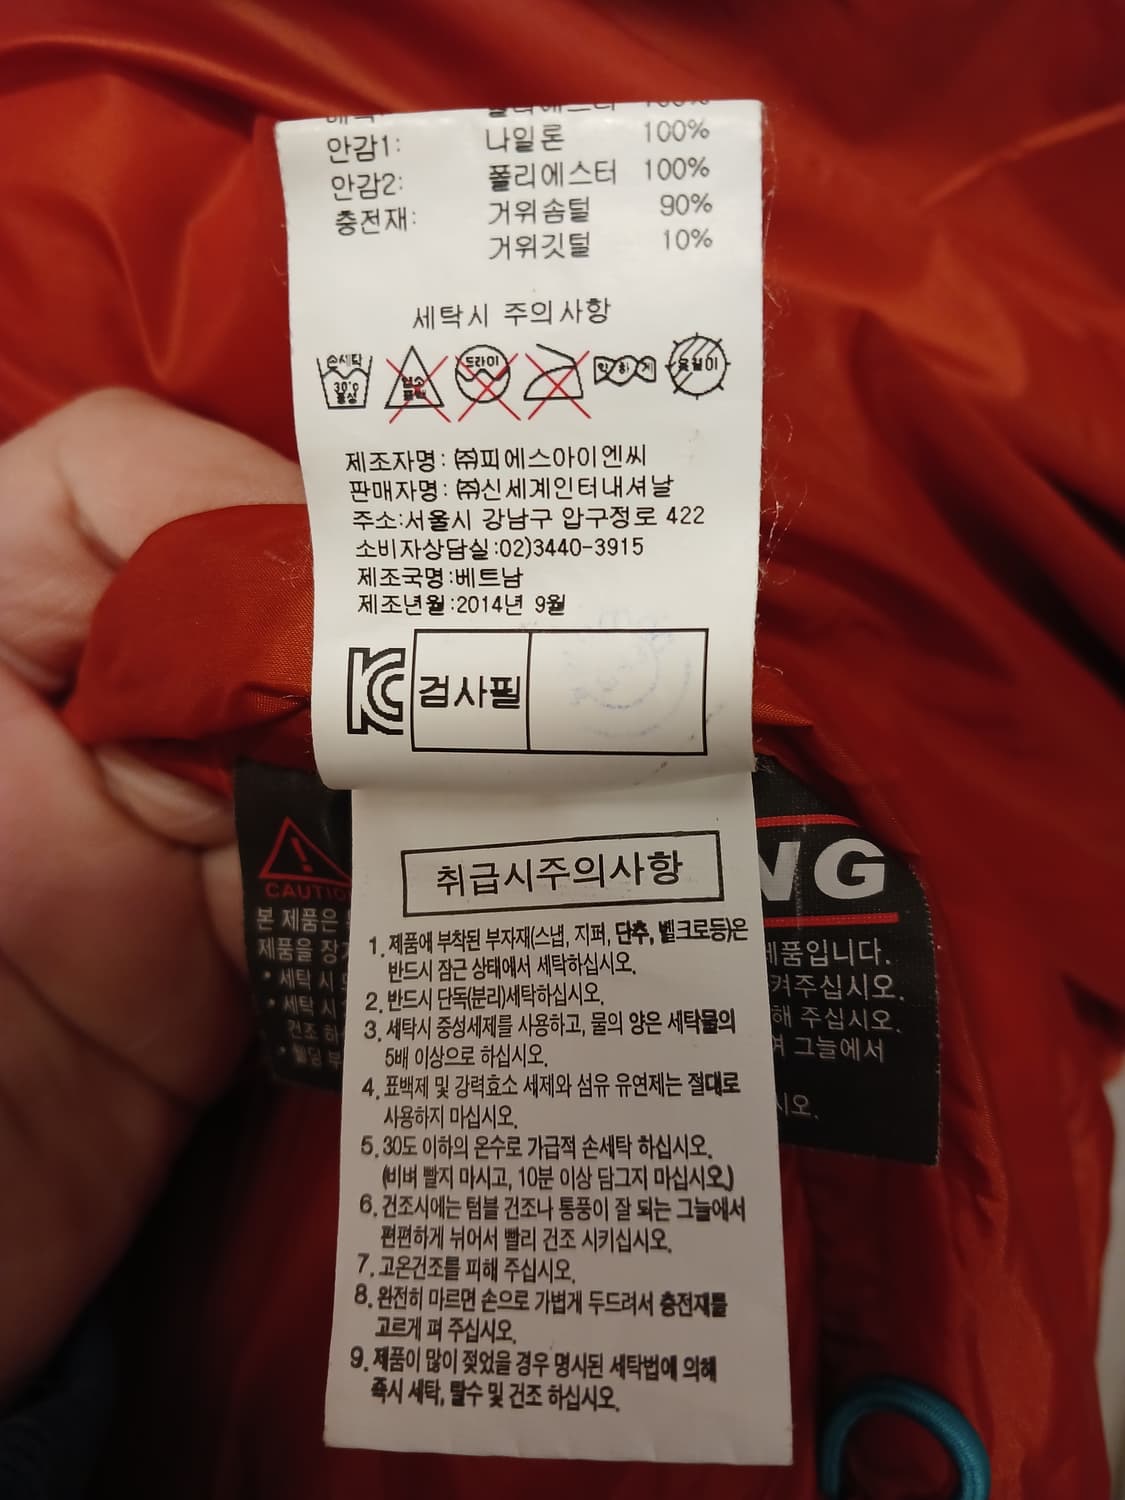 안감1: 나일론 100%
안감2: 폴리에스터 100%
충전재: 거위솜털 90%
거위깃털 10%
세탁시 주의사항
손세탁 30°c 중성
염소 표백
드라이
약하게
옷걸이
제조자명: ㈜피에스아이엔씨
판매자명: ㈜신세계인터내셔날
주소:서울시 강남구 압구정로 422
소비자상담실:02)3440-3915
제조국명:베트남
제조년월:2014년 9월
KC 검사필
취급시주의사항
1. 제품에 부착된 부자재(스냅, 지퍼, 단추, 벨크로등)은
반드시 잠근 상태에서 세탁하십시오.
2. 반드시 단독(분리)세탁하십시오.
3. 세탁시 중성세제를 사용하고, 물의 양은 세탁물의
5배 이상으로 하십시오.
4. 표백제 및 강력효소 세제와 섬유 유연제는 절대로
사용하지 마십시오.
5. 30도 이하의 온수로 가급적 손세탁 하십시오.
(비벼 빨지 마시고, 10분 이상 담그지 마십시오.)
6. 건조시에는 텀블 건조나 통풍이 잘 되는 그늘에서
편편하게 뉘어서 빨리 건조 시키십시오.
7. 고온건조를 피해 주십시오.
8. 완전히 마르면 손으로 가볍게 두드려서 충전재를
고르게 펴 주십시오.
9. 제품이 많이 젖었을 경우 명시된 세탁법에 의해
즉시 세탁, 탈수 및 건조 하십시오.
NG
CAUTIO
본 제품은
제품을
• 세탁 시
• 세탁 시
건조
제품입니다.
켜주십시오.
해 주십시오.
그늘에서
시오.